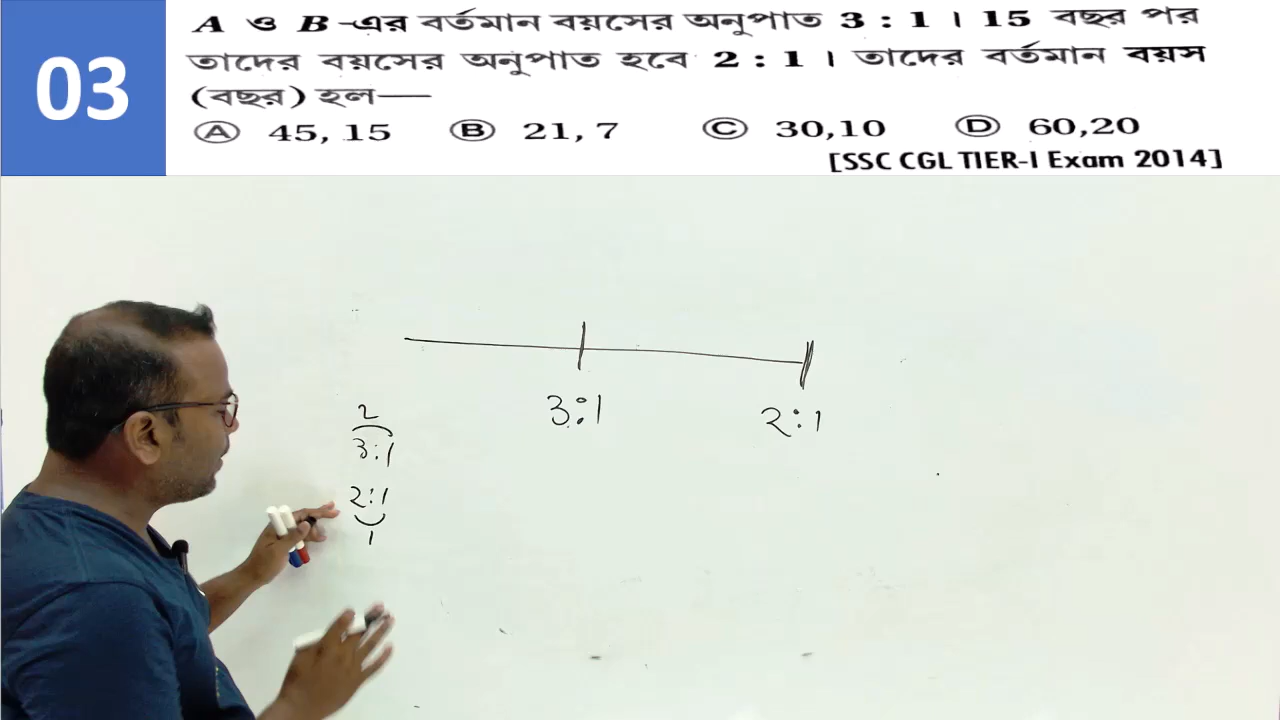 03
A ও B-এর বর্তমান বয়সের অনুপাত 3 : 1 । 15 বছর পর
তাদের বয়সের অনুপাত হবে 2 : 1 । তাদের বর্তমান বয়স
(বছর) হল—
Ⓐ 45, 15 Ⓑ 21, 7 Ⓒ 30,10 Ⓓ 60,20
[SSC CGL TIER-I Exam 2014]
3:1 2:1
2
3:1
2:1
1